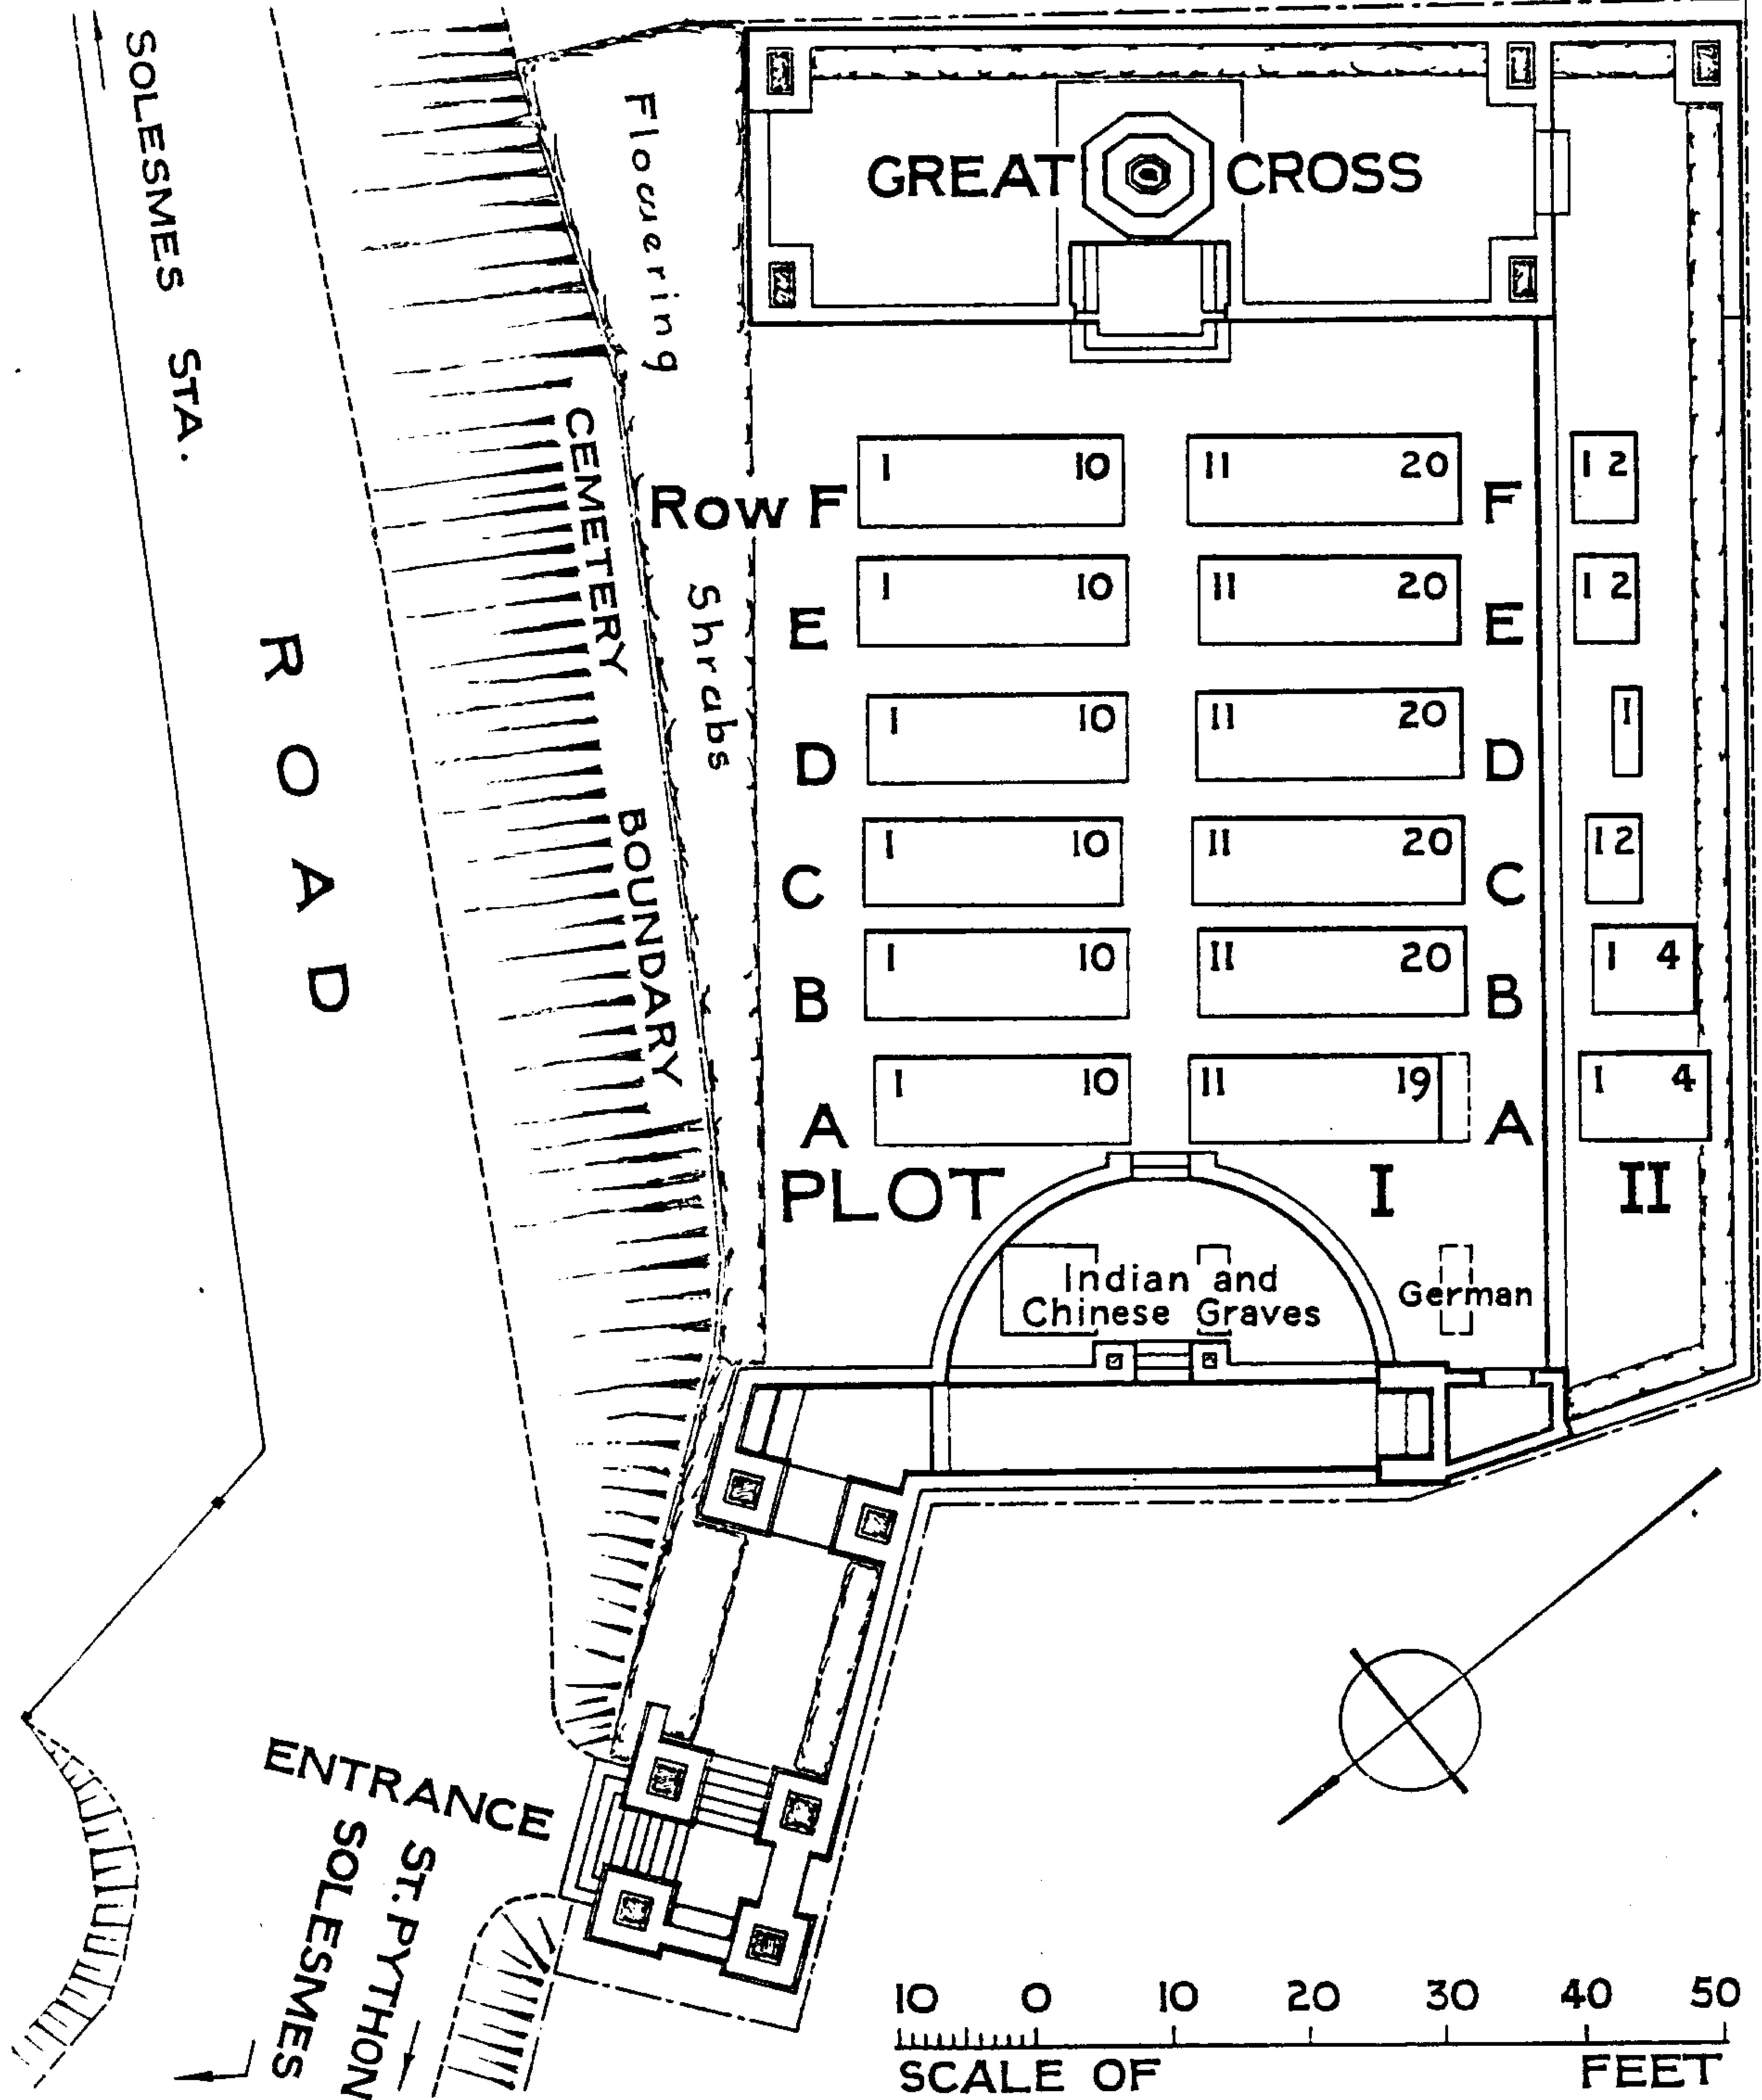 SOLESMES STA.
ROAD
Flowering
Shrubs
CEMETERY
BOUNDARY
GREAT CROSS
Row F 1 10 11 20 F 1 2
E 1 10 11 20 E 1 2
D 1 10 11 20 D 1
C 1 10 11 20 C 1 2
B 1 10 11 20 B 1 4
A 1 10 11 19 A 1 4
PLOT I II
Indian and
Chinese Graves
German
ENTRANCE
ST. PYTHON
SOLESMES
10 0 10 20 30 40 50
SCALE OF FEET